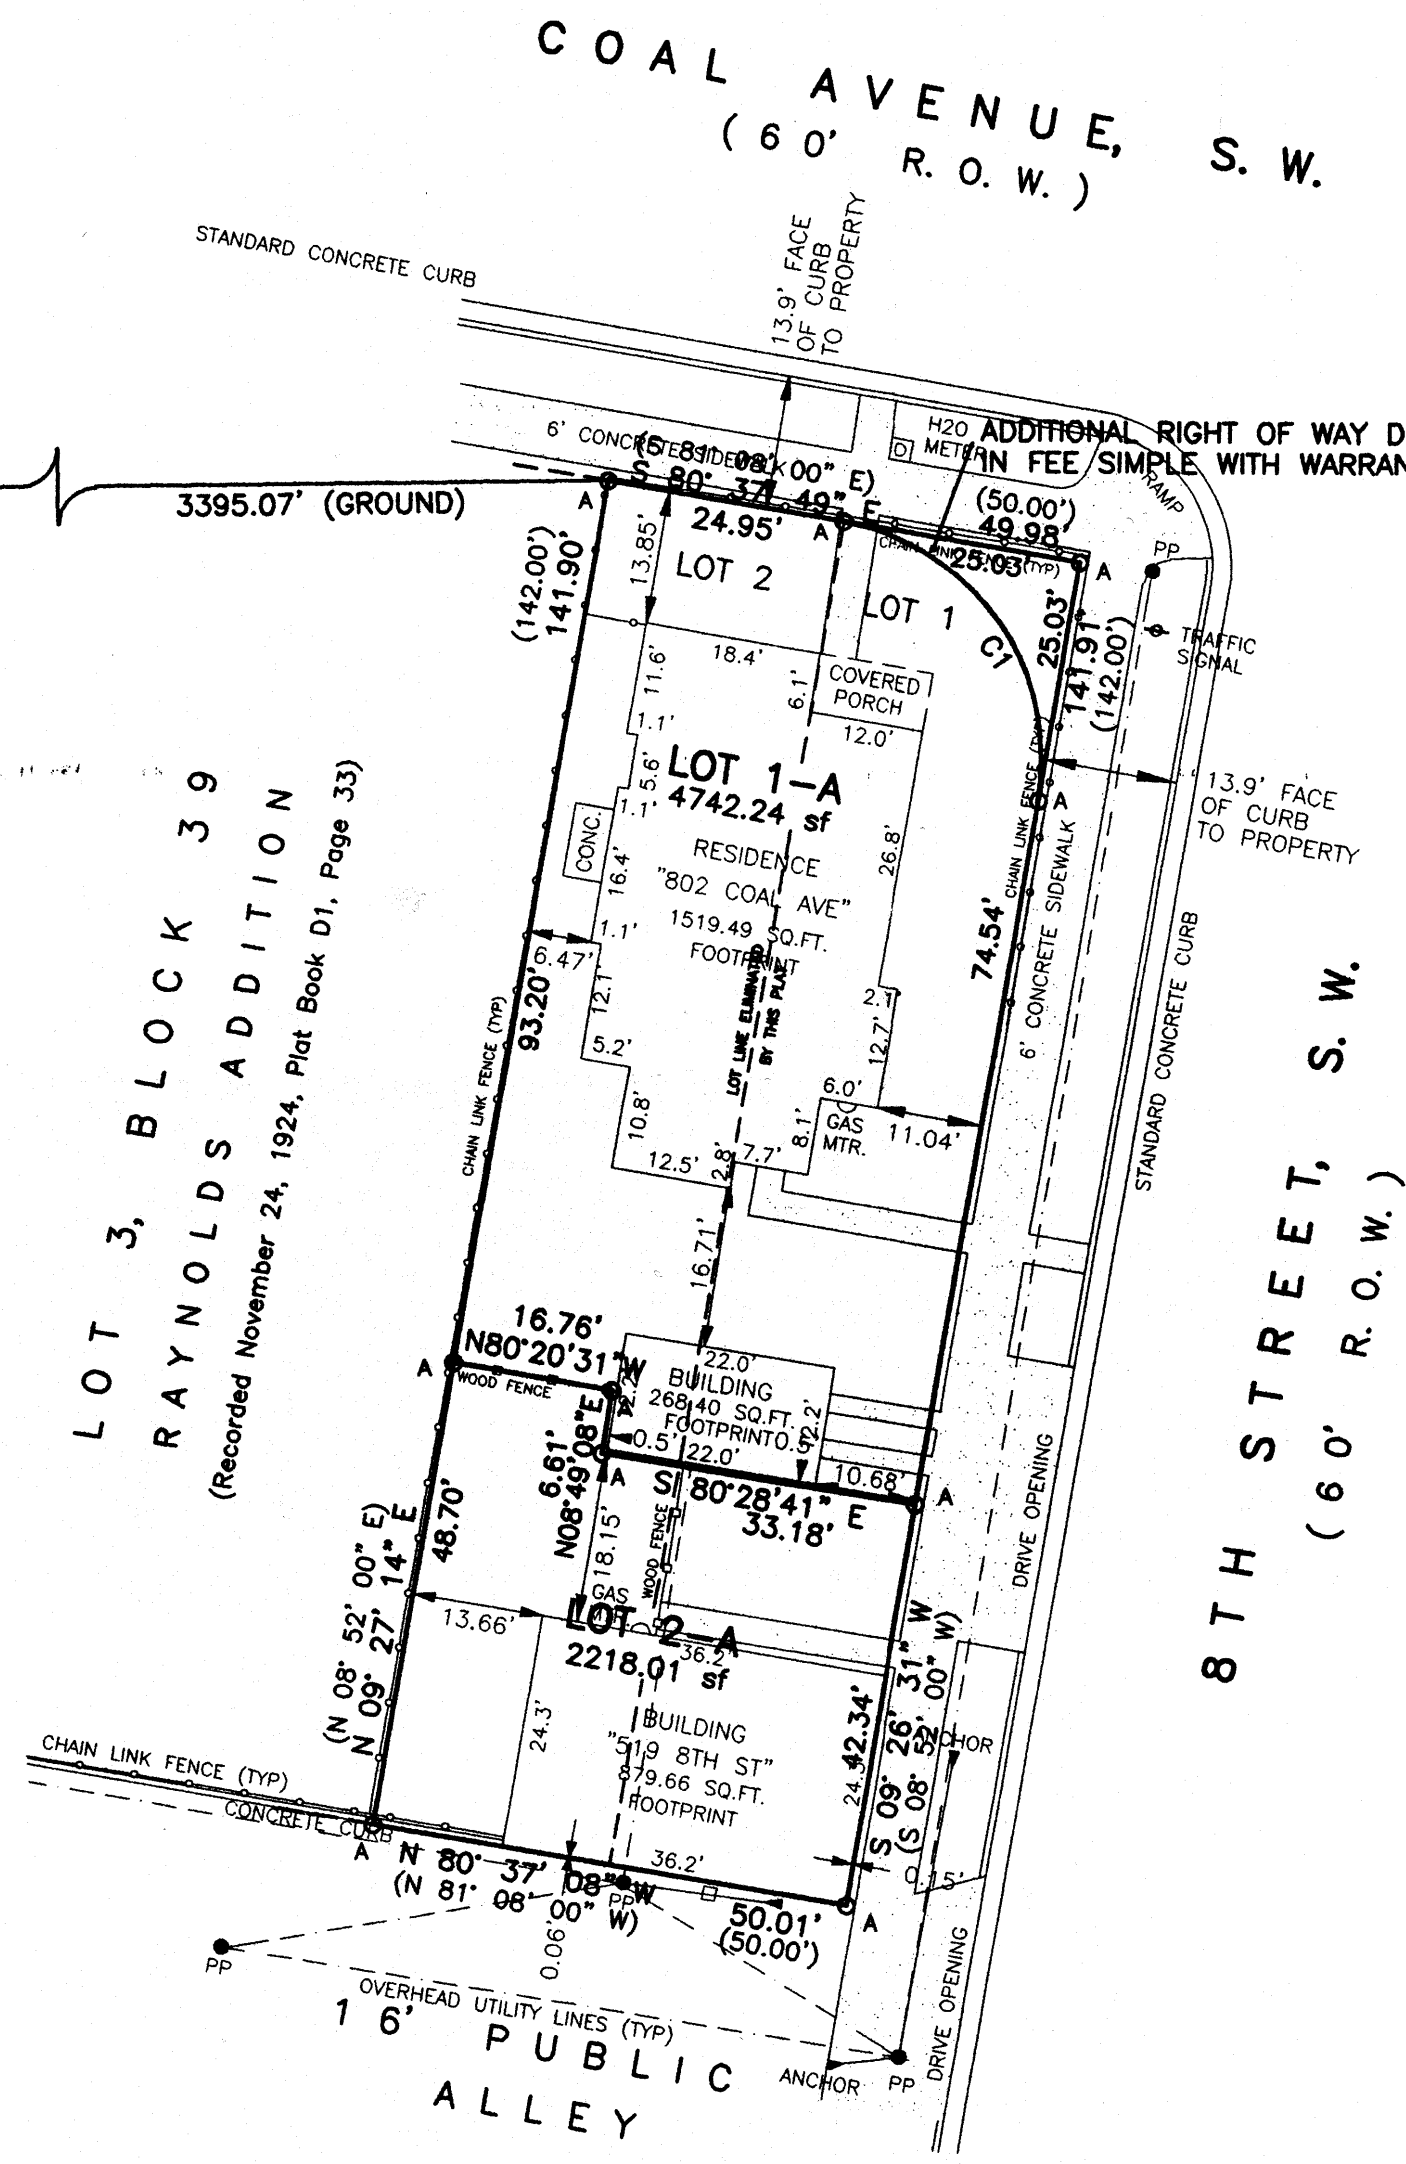 COAL AVENUE, S. W.
(60' R. O. W.)
STANDARD CONCRETE CURB
13.9' FACE
OF CURB
TO PROPERTY
H2O
METER
D
ADDITIONAL RIGHT OF WAY D
IN FEE SIMPLE WITH WARRAN
6' CONCRETE SIDEWALK
(S 81° 08' 00" E)
S 80° 37' 49" E
3395.07' (GROUND)
A
24.95'
A
(50.00')
49.98'
CHAIN LINK FENCE (TYP)
25.03'
A
RAMP
PP
TRAFFIC
SIGNAL
(142.00')
141.90'
13.85'
LOT 2
LOT 1
C1
25.03'
141.91'
(142.00')
18.4'
11.6'
6.1'
COVERED
PORCH
12.0'
1.1'
5.6'
1.1'
LOT 1-A
4742.24 sf
CHAIN LINK FENCE (TYP)
A
13.9' FACE
OF CURB
TO PROPERTY
CONC.
16.4'
RESIDENCE
"802 COAL AVE"
1519.49 SQ.FT.
FOOTPRINT
26.8'
1.1'
6.47'
12.1'
5.2'
93.20'
CHAIN LINK FENCE (TYP)
LOT LINE ELIMINATED
BY THIS PLAT
2.1'
12.7'
74.54'
6' CONCRETE SIDEWALK
STANDARD CONCRETE CURB
6.0'
GAS
MTR.
11.04'
8.1'
10.8'
12.5'
2.8'
7.7'
16.71'
LOT 3, BLOCK 39
RAYNOLDS ADDITION
(Recorded November 24, 1924, Plat Book D1, Page 33)
8TH STREET, S. W.
(60' R. O. W.)
16.76'
N80°20'31"W
A
WOOD FENCE
A
22.0'
BUILDING
268.40 SQ.FT.
FOOTPRINT
12.2'
12.2'
0.5'
0.5'
22.0'
10.68'
6.61'
N08°49'08"E
A
S 80°28'41" E
33.18'
A
DRIVE OPENING
18.15'
WOOD FENCE
GAS
MTR.
48.70'
N 09° 27' 14" E
(N 08° 52' 00" E)
13.66'
LOT 2-A
2218.01 sf
36.2'
24.3'
BUILDING
"519 8TH ST"
879.66 SQ.FT.
FOOTPRINT
24.3'
42.34'
S 09° 26' 31" W
(S 08° 52' 00" W)
ANCHOR
0.15'
CHAIN LINK FENCE (TYP)
CONCRETE CURB
A
N 80° 37' 08" W
(N 81° 08' 00" W)
36.2'
PP
50.01'
(50.00')
A
0.06'
PP
OVERHEAD UTILITY LINES (TYP)
16' PUBLIC
ALLEY
ANCHOR
PP
DRIVE OPENING